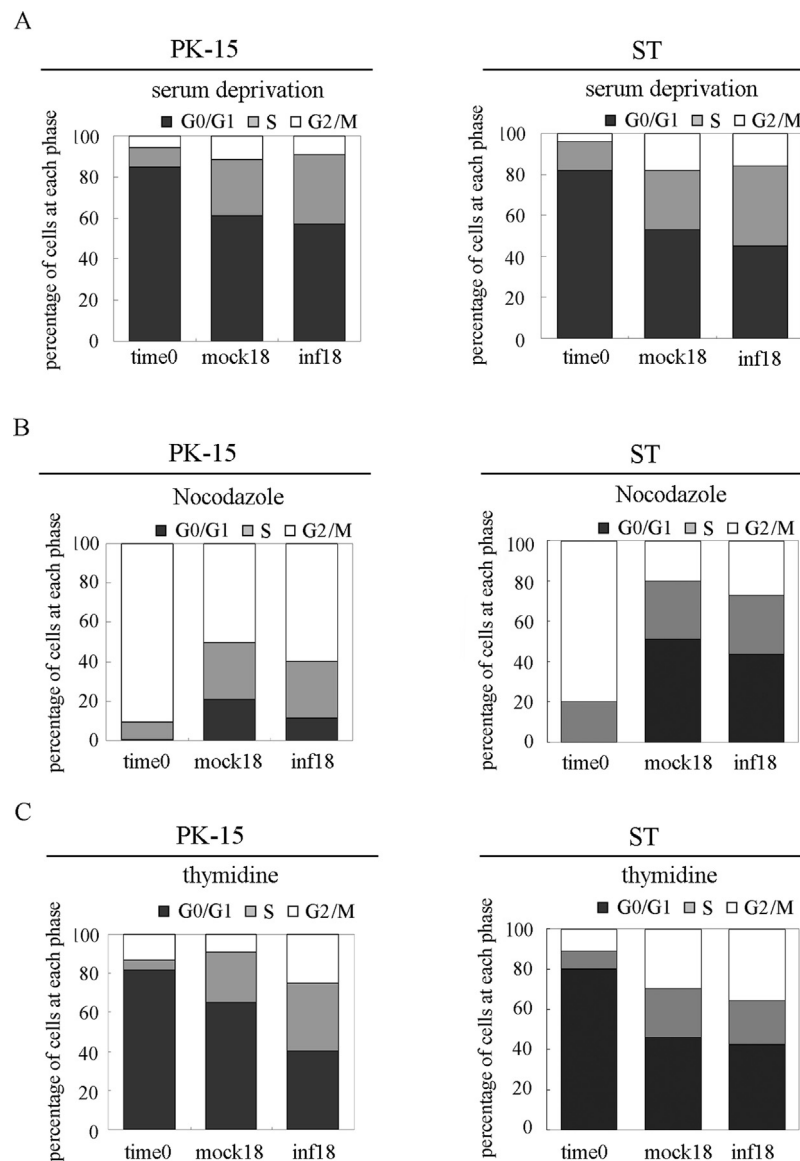 A
PK-15
serum deprivation
G0/G1 S G2/M
percentage of cells at each phase
100
80
60
40
20
0
time0 mock18 inf18
ST
serum deprivation
G0/G1 S G2/M
percentage of cells at each phase
100
80
60
40
20
0
time0 mock18 inf18
B
PK-15
Nocodazole
G0/G1 S G2/M
percentage of cells at each phase
100
80
60
40
20
0
time0 mock18 inf18
ST
Nocodazole
G0/G1 S G2/M
percentage of cells at each phase
100
80
60
40
20
0
time0 mock18 inf18
C
PK-15
thymidine
G0/G1 S G2/M
percentage of cells at each phase
100
80
60
40
20
0
time0 mock18 inf18
ST
thymidine
G0/G1 S G2/M
percentage of cells at each phase
100
80
60
40
20
0
time0 mock18 inf18